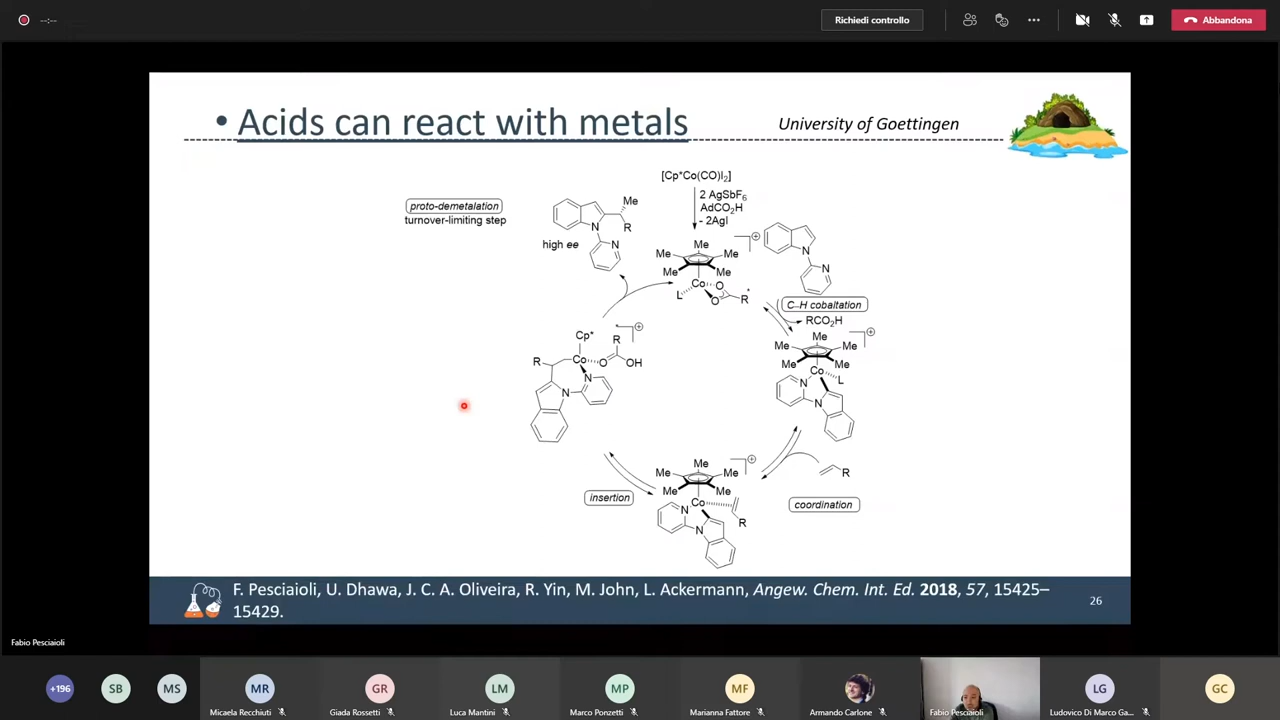 --:--
Richiedi controllo
Abbandona
• Acids can react with metals
University of Goettingen
[Cp*Co(CO)I2]
2 AgSbF6
AdCO2H
- 2AgI
proto-demetalation
turnover-limiting step
Me
R
N
N
high ee
Me
Me
Me
Me
Me
Co
O
O
R
*
L
N
N
C–H cobaltation
RCO2H
Me
Me
Me
Me
Me
Co
L
N
N
R
coordination
Me
Me
Me
Me
Me
Co
N
N
R
insertion
Cp*
R
*
R
Co
O
OH
N
N
F. Pesciaioli, U. Dhawa, J. C. A. Oliveira, R. Yin, M. John, L. Ackermann, Angew. Chem. Int. Ed. 2018, 57, 15425–
15429.
26
Fabio Pesciaioli
+196
SB
MS
MR
GR
LM
MP
MF
LG
GC
Micaela Recchiuti
Giada Rossetti
Luca Mantini
Marco Ponzetti
Marianna Fattore
Armando Carlone
Fabio Pesciaioli
Ludovico Di Marco Ga...